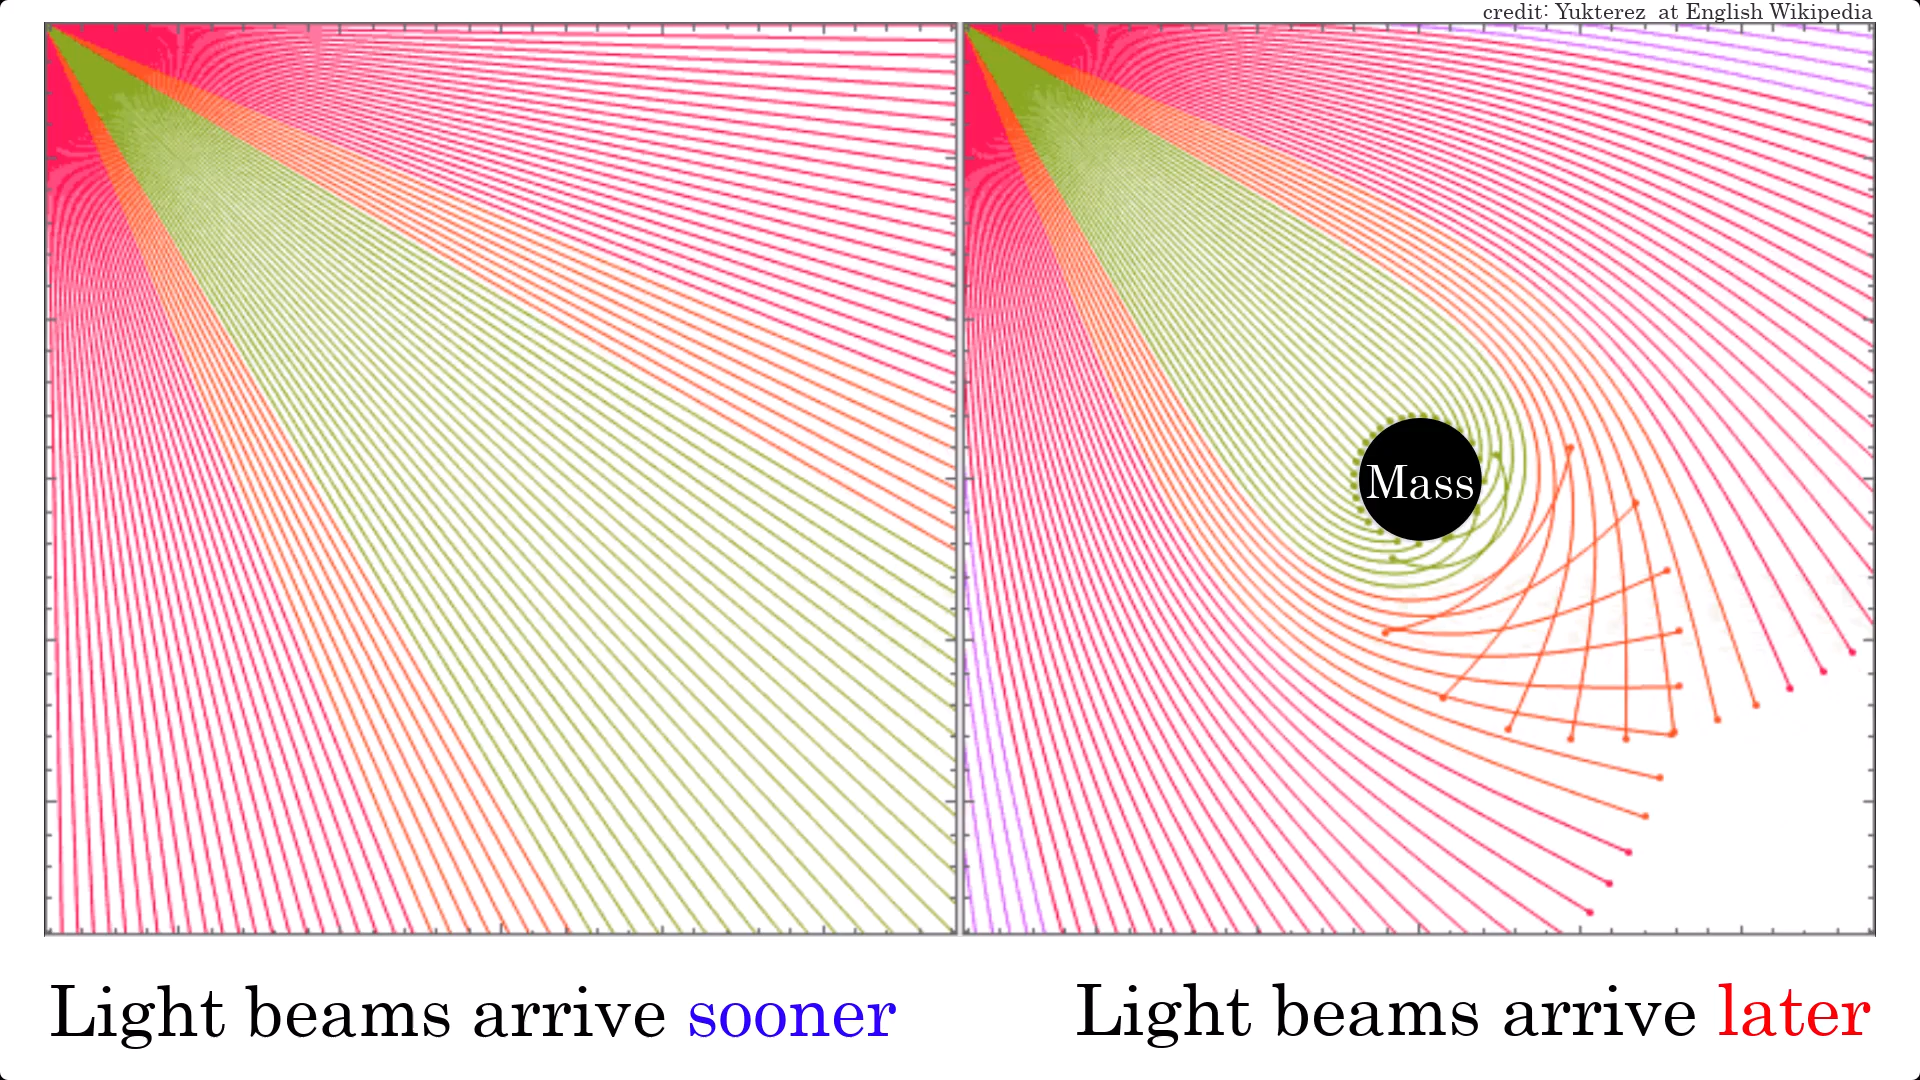 credit: Yukterez at English Wikipedia
Mass
Light beams arrive sooner
Light beams arrive later